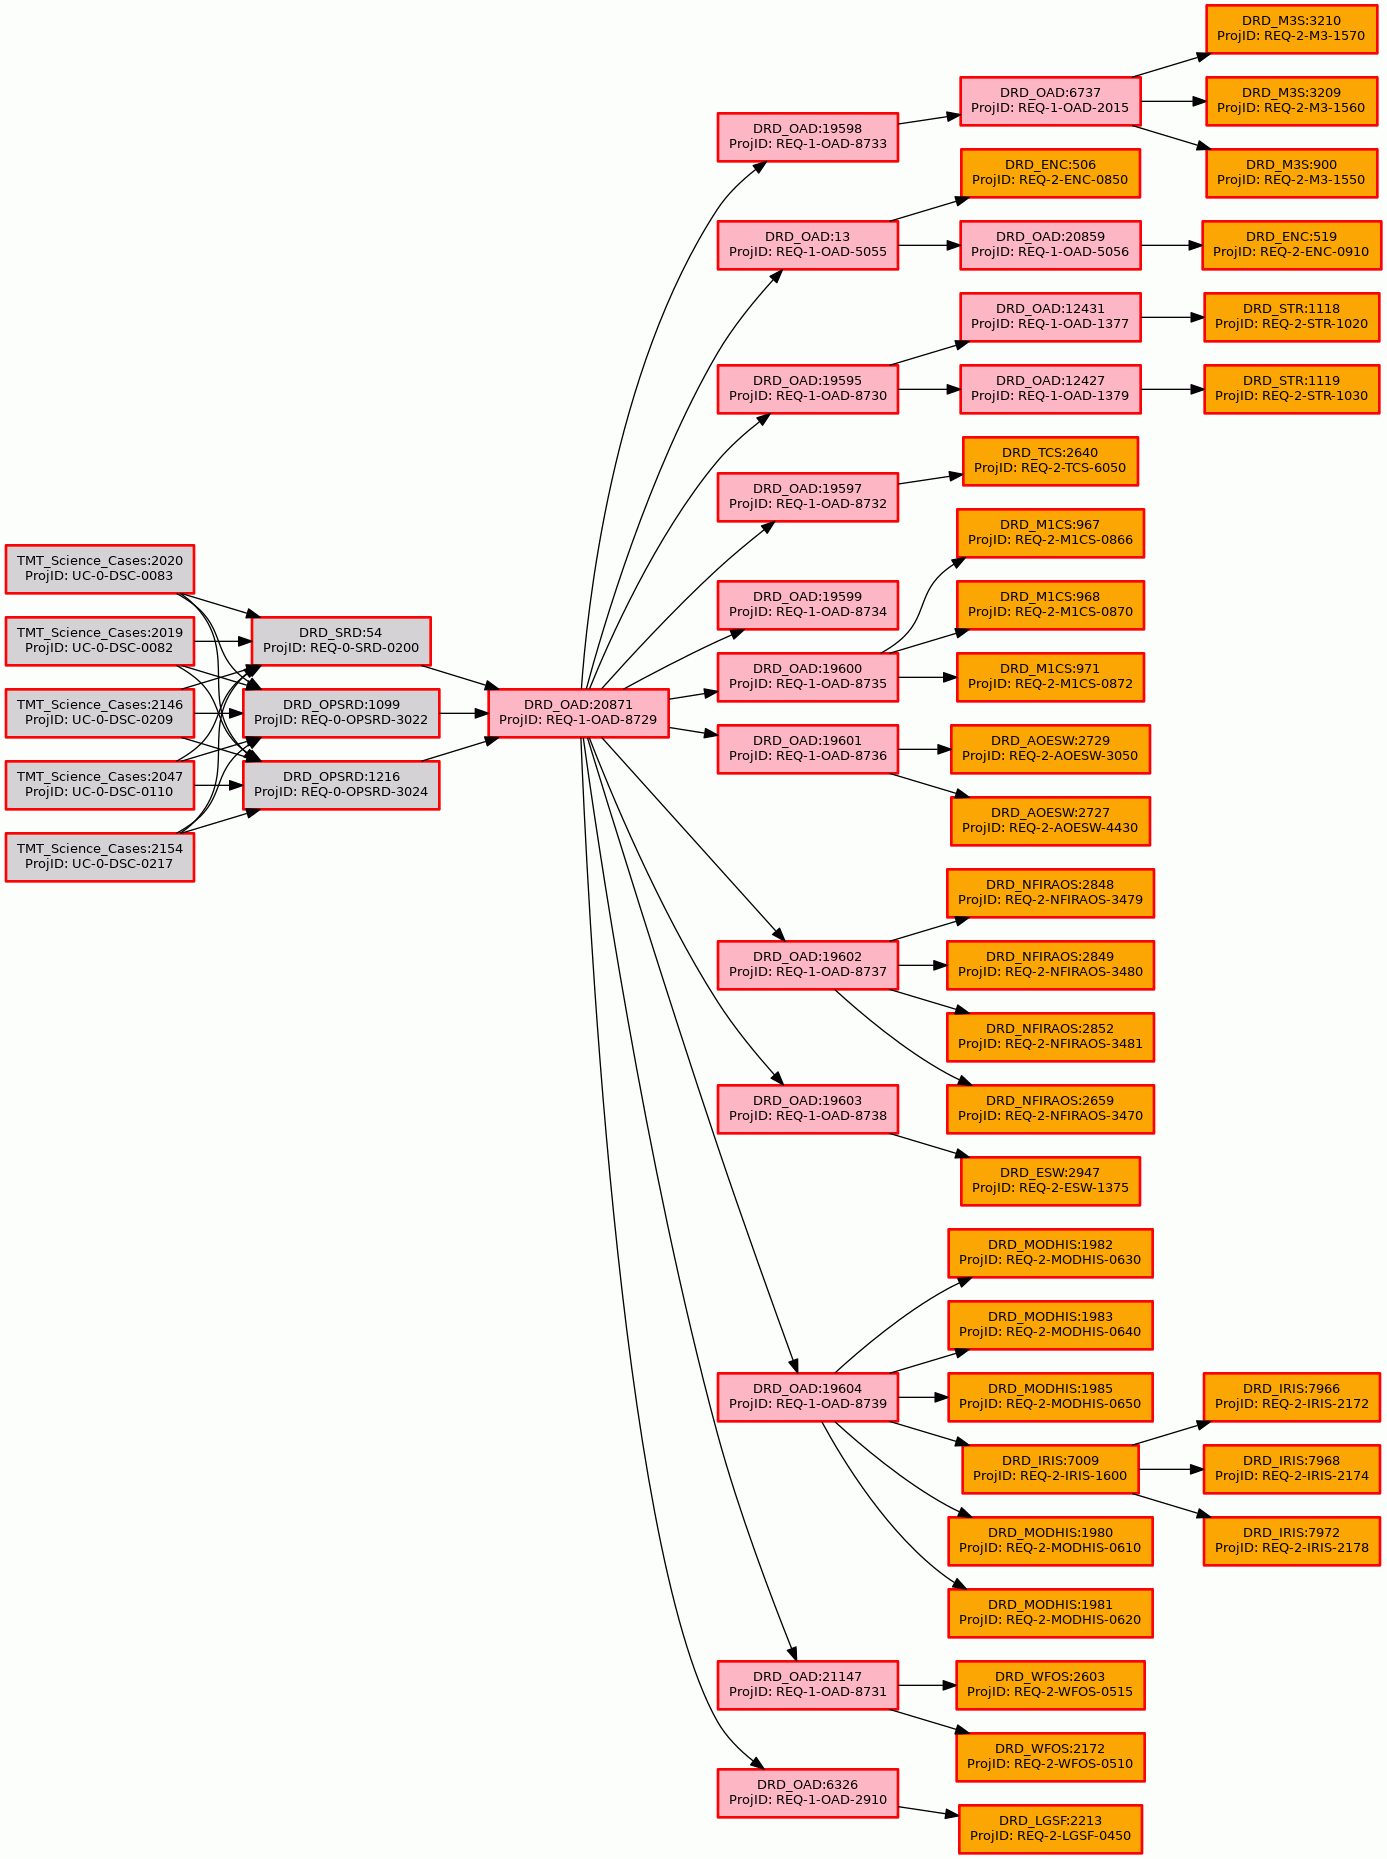 TMT_Science_Cases:2020
ProjID: UC-0-DSC-0083
TMT_Science_Cases:2019
ProjID: UC-0-DSC-0082
TMT_Science_Cases:2146
ProjID: UC-0-DSC-0209
TMT_Science_Cases:2047
ProjID: UC-0-DSC-0110
TMT_Science_Cases:2154
ProjID: UC-0-DSC-0217
DRD_SRD:54
ProjID: REQ-0-SRD-0200
DRD_OPSRD:1099
ProjID: REQ-0-OPSRD-3022
DRD_OPSRD:1216
ProjID: REQ-0-OPSRD-3024
DRD_OAD:20871
ProjID: REQ-1-OAD-8729
DRD_OAD:19598
ProjID: REQ-1-OAD-8733
DRD_OAD:13
ProjID: REQ-1-OAD-5055
DRD_OAD:19595
ProjID: REQ-1-OAD-8730
DRD_OAD:19597
ProjID: REQ-1-OAD-8732
DRD_OAD:19599
ProjID: REQ-1-OAD-8734
DRD_OAD:19600
ProjID: REQ-1-OAD-8735
DRD_OAD:19601
ProjID: REQ-1-OAD-8736
DRD_OAD:19602
ProjID: REQ-1-OAD-8737
DRD_OAD:19603
ProjID: REQ-1-OAD-8738
DRD_OAD:19604
ProjID: REQ-1-OAD-8739
DRD_OAD:21147
ProjID: REQ-1-OAD-8731
DRD_OAD:6326
ProjID: REQ-1-OAD-2910
DRD_OAD:6737
ProjID: REQ-1-OAD-2015
DRD_ENC:506
ProjID: REQ-2-ENC-0850
DRD_OAD:20859
ProjID: REQ-1-OAD-5056
DRD_OAD:12431
ProjID: REQ-1-OAD-1377
DRD_OAD:12427
ProjID: REQ-1-OAD-1379
DRD_TCS:2640
ProjID: REQ-2-TCS-6050
DRD_M1CS:967
ProjID: REQ-2-M1CS-0866
DRD_M1CS:968
ProjID: REQ-2-M1CS-0870
DRD_M1CS:971
ProjID: REQ-2-M1CS-0872
DRD_AOESW:2729
ProjID: REQ-2-AOESW-3050
DRD_AOESW:2727
ProjID: REQ-2-AOESW-4430
DRD_NFIRAOS:2848
ProjID: REQ-2-NFIRAOS-3479
DRD_NFIRAOS:2849
ProjID: REQ-2-NFIRAOS-3480
DRD_NFIRAOS:2852
ProjID: REQ-2-NFIRAOS-3481
DRD_NFIRAOS:2659
ProjID: REQ-2-NFIRAOS-3470
DRD_ESW:2947
ProjID: REQ-2-ESW-1375
DRD_MODHIS:1982
ProjID: REQ-2-MODHIS-0630
DRD_MODHIS:1983
ProjID: REQ-2-MODHIS-0640
DRD_MODHIS:1985
ProjID: REQ-2-MODHIS-0650
DRD_IRIS:7009
ProjID: REQ-2-IRIS-1600
DRD_MODHIS:1980
ProjID: REQ-2-MODHIS-0610
DRD_MODHIS:1981
ProjID: REQ-2-MODHIS-0620
DRD_WFOS:2603
ProjID: REQ-2-WFOS-0515
DRD_WFOS:2172
ProjID: REQ-2-WFOS-0510
DRD_LGSF:2213
ProjID: REQ-2-LGSF-0450
DRD_M3S:3210
ProjID: REQ-2-M3-1570
DRD_M3S:3209
ProjID: REQ-2-M3-1560
DRD_M3S:900
ProjID: REQ-2-M3-1550
DRD_ENC:519
ProjID: REQ-2-ENC-0910
DRD_STR:1118
ProjID: REQ-2-STR-1020
DRD_STR:1119
ProjID: REQ-2-STR-1030
DRD_IRIS:7966
ProjID: REQ-2-IRIS-2172
DRD_IRIS:7968
ProjID: REQ-2-IRIS-2174
DRD_IRIS:7972
ProjID: REQ-2-IRIS-2178